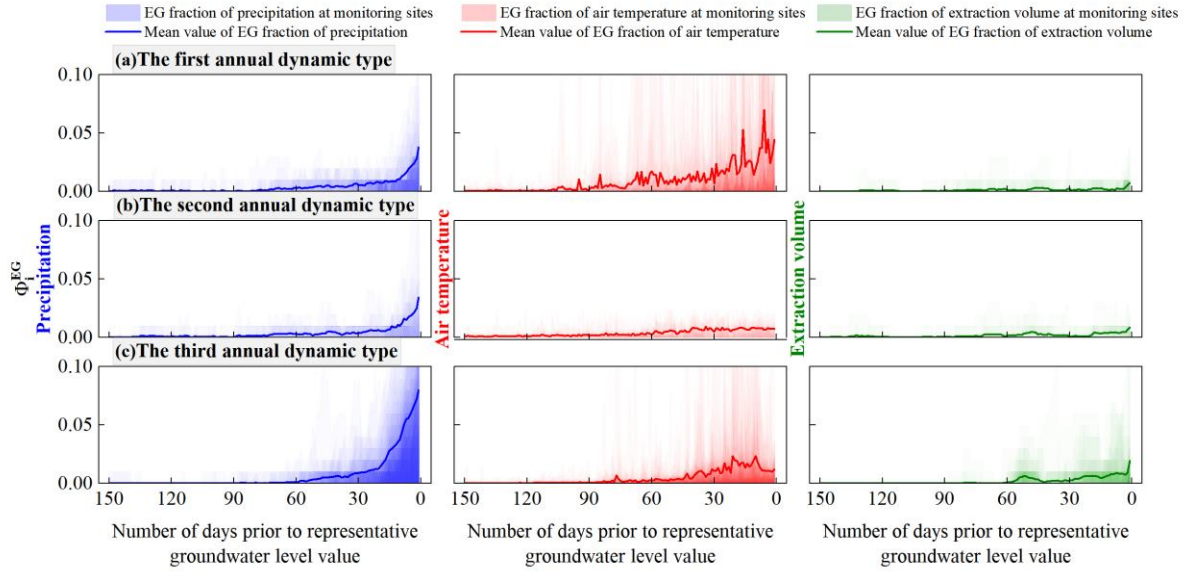 EG fraction of precipitation at monitoring sites
Mean value of EG fraction of precipitation
EG fraction of air temperature at monitoring sites
Mean value of EG fraction of air temperature
EG fraction of extraction volume at monitoring sites
Mean value of EG fraction of extraction volume
(a)The first annual dynamic type
0.10
0.05
0.00
(b)The second annual dynamic type
0.10
0.05
0.00
(c)The third annual dynamic type
0.10
0.05
0.00
Φ_i^EG
Precipitation
Air temperature
Extraction volume
150 120 90 60 30 0
150 120 90 60 30 0
150 120 90 60 30 0
Number of days prior to representative
groundwater level value
Number of days prior to representative
groundwater level value
Number of days prior to representative
groundwater level value